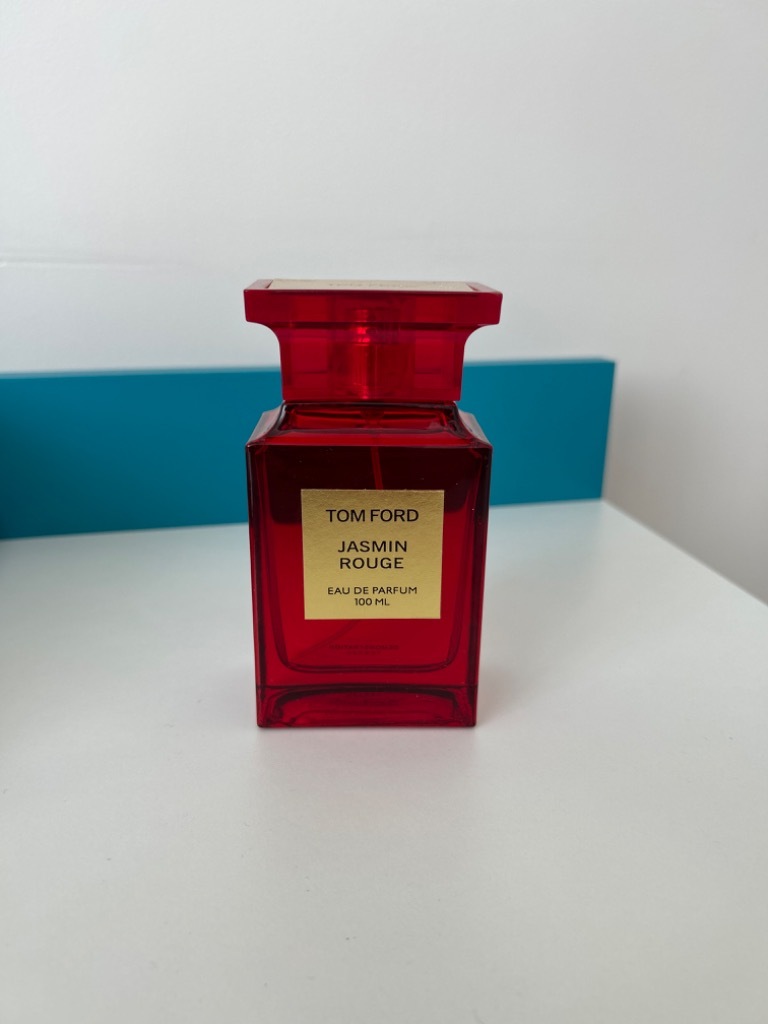 TOM FORD
JASMIN
ROUGE
EAU DE PARFUM
100 ML